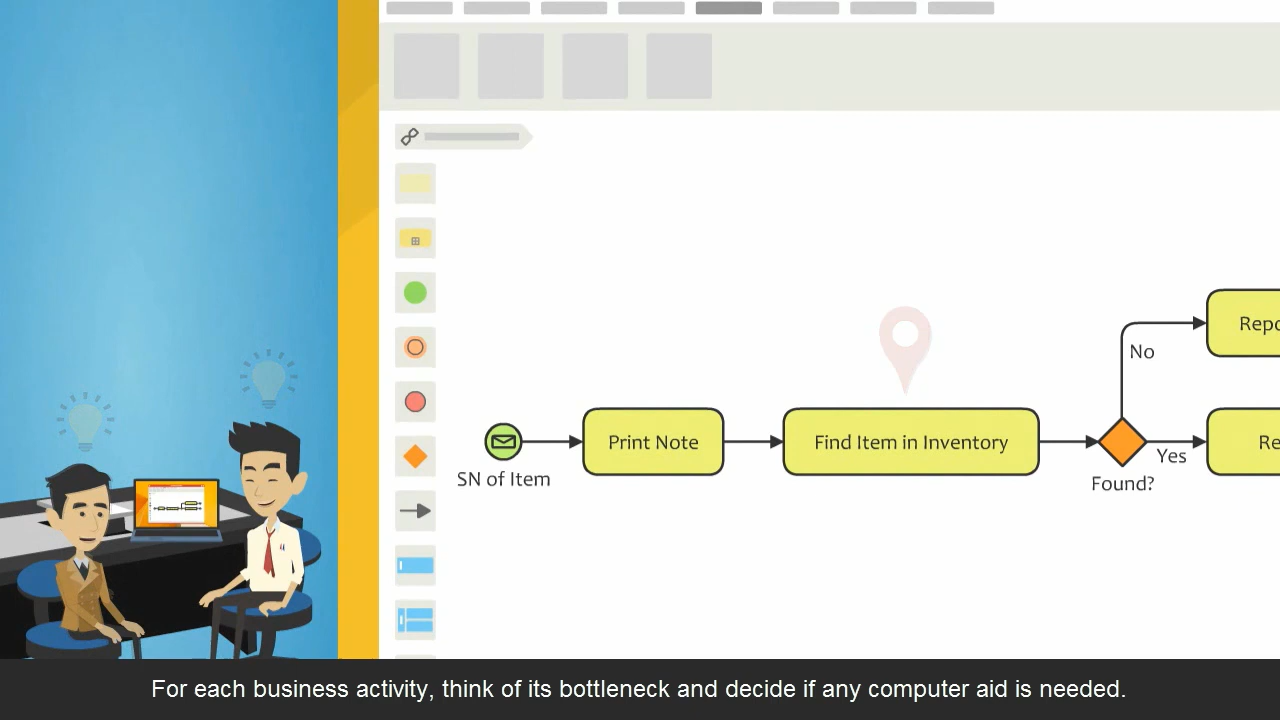 No
Print Note
Find Item in Inventory
Yes
SN of Item
Found?
For each business activity, think of its bottleneck and decide if any computer aid is needed.